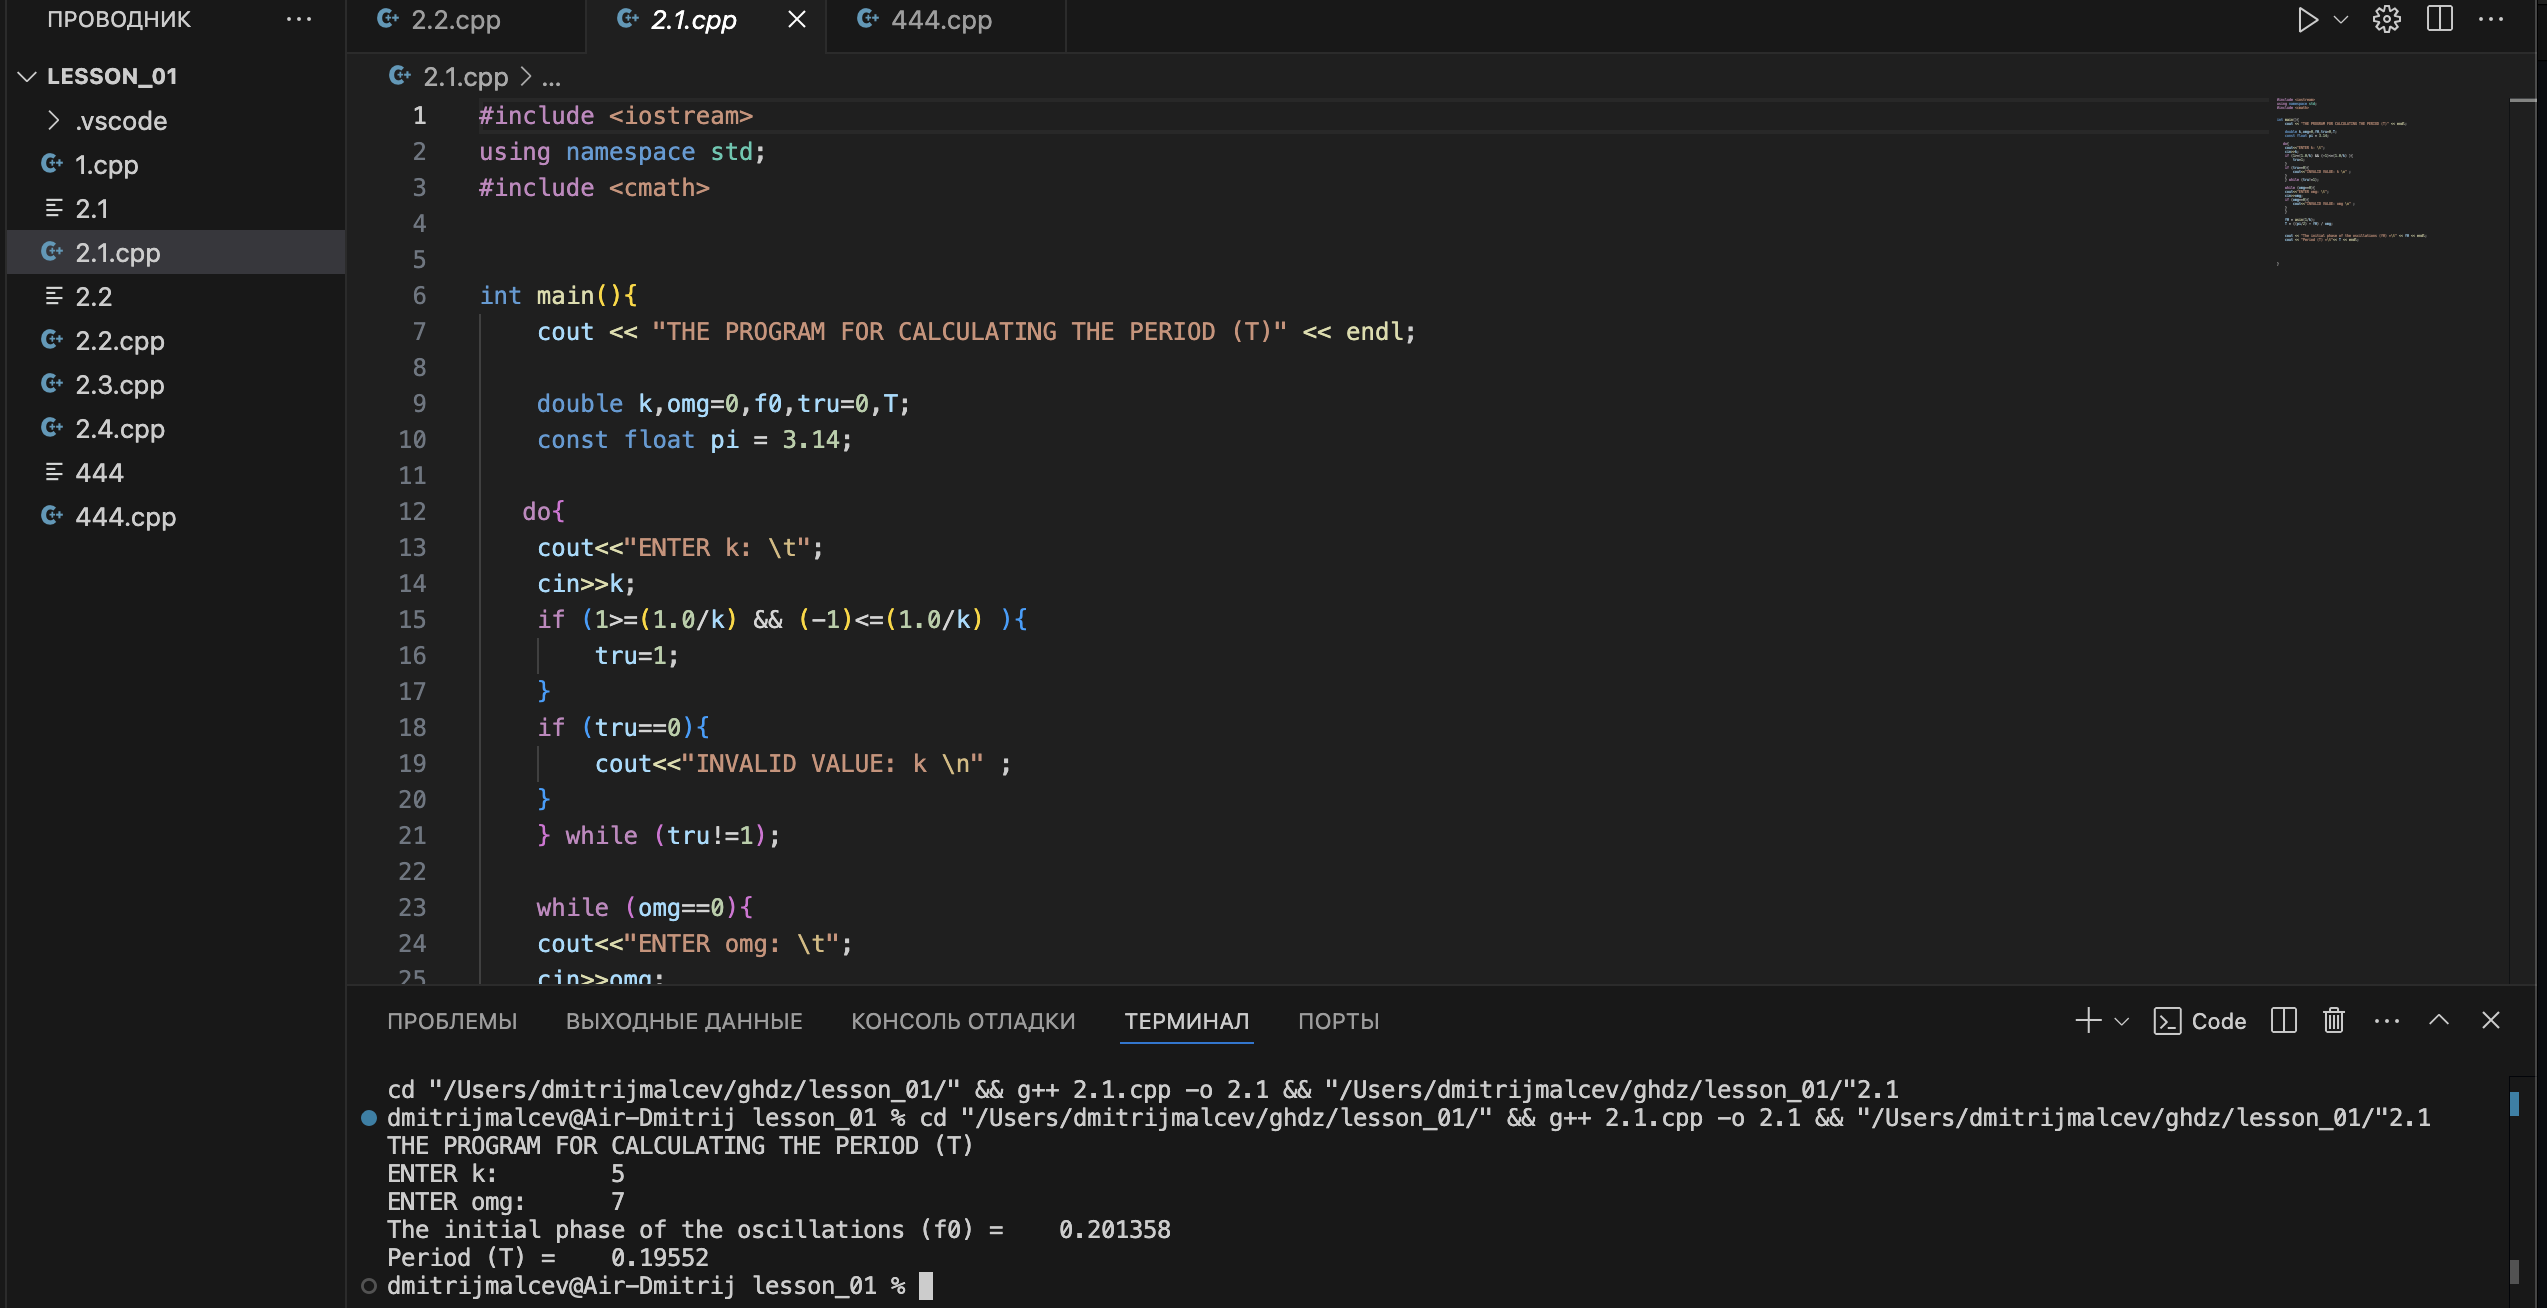 ПРОВОДНИК
LESSON_01
.vscode
1.cpp
2.1
2.1.cpp
2.2
2.2.cpp
2.3.cpp
2.4.cpp
444
444.cpp
2.2.cpp
2.1.cpp
444.cpp
2.1.cpp > ...
1 #include <iostream>
2 using namespace std;
3 #include <cmath>
4
5
6 int main(){
7 cout << "THE PROGRAM FOR CALCULATING THE PERIOD (T)" << endl;
8
9 double k,omg=0,f0,tru=0,T;
10 const float pi = 3.14;
11
12 do{
13 cout<<"ENTER k: \t";
14 cin>>k;
15 if (1>=(1.0/k) && (-1)<=(1.0/k) ){
16 tru=1;
17 }
18 if (tru==0){
19 cout<<"INVALID VALUE: k \n" ;
20 }
21 } while (tru!=1);
22
23 while (omg==0){
24 cout<<"ENTER omg: \t";
25 cin>>omg;
ПРОБЛЕМЫ
ВЫХОДНЫЕ ДАННЫЕ
КОНСОЛЬ ОТЛАДКИ
ТЕРМИНАЛ
ПОРТЫ
Code
cd "/Users/dmitrijmalcev/ghdz/lesson_01/" && g++ 2.1.cpp -o 2.1 && "/Users/dmitrijmalcev/ghdz/lesson_01/"2.1
dmitrijmalcev@Air-Dmitrij lesson_01 % cd "/Users/dmitrijmalcev/ghdz/lesson_01/" && g++ 2.1.cpp -o 2.1 && "/Users/dmitrijmalcev/ghdz/lesson_01/"2.1
THE PROGRAM FOR CALCULATING THE PERIOD (T)
ENTER k: 5
ENTER omg: 7
The initial phase of the oscillations (f0) = 0.201358
Period (T) = 0.19552
dmitrijmalcev@Air-Dmitrij lesson_01 %